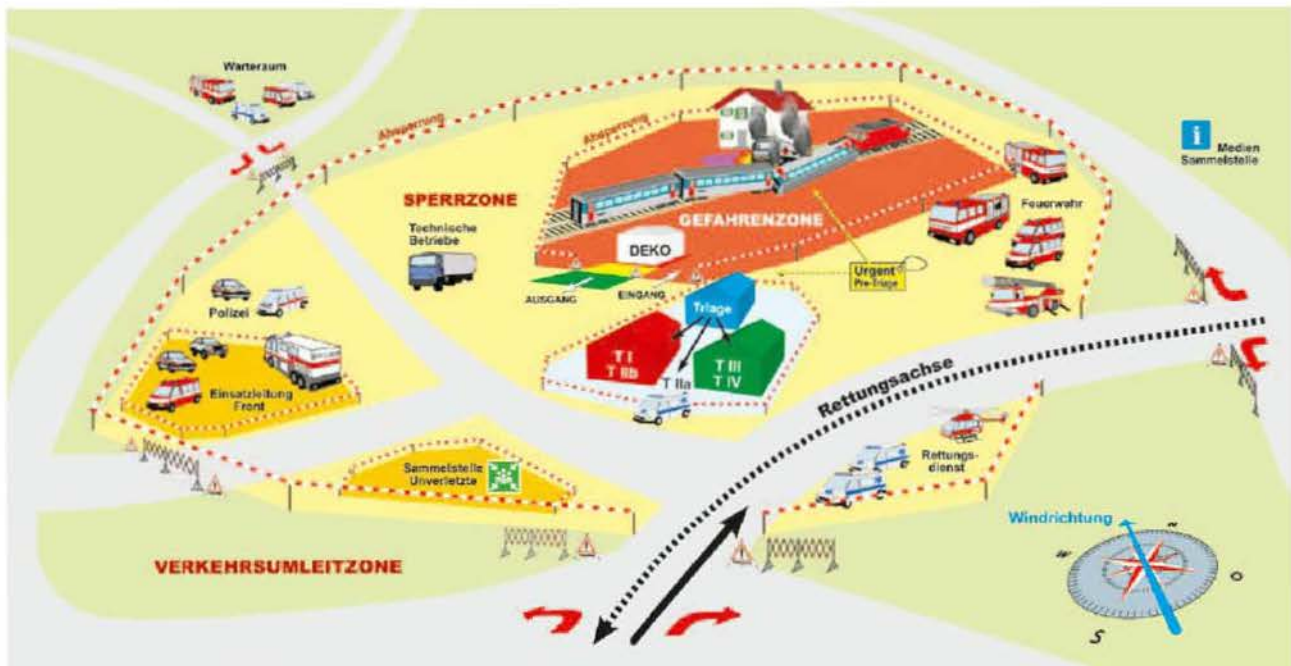 Warteraum
Absperrung
Absperrung
i
Medien
Sammelstelle
SPERRZONE
GEFAHRENZONE
Feuerwehr
Technische
Betriebe
DEKO
Urgent
Pre-Triage
AUSGANG
EINGANG
Polizei
Triage
T I
T IIb
T III
T IV
T IIa
Einsatzleitung
Front
Rettungsachse
Rettungs-
dienst
Sammelstelle
Unverletzte
Windrichtung
N
W
O
S
VERKEHRSUMLEITZONE